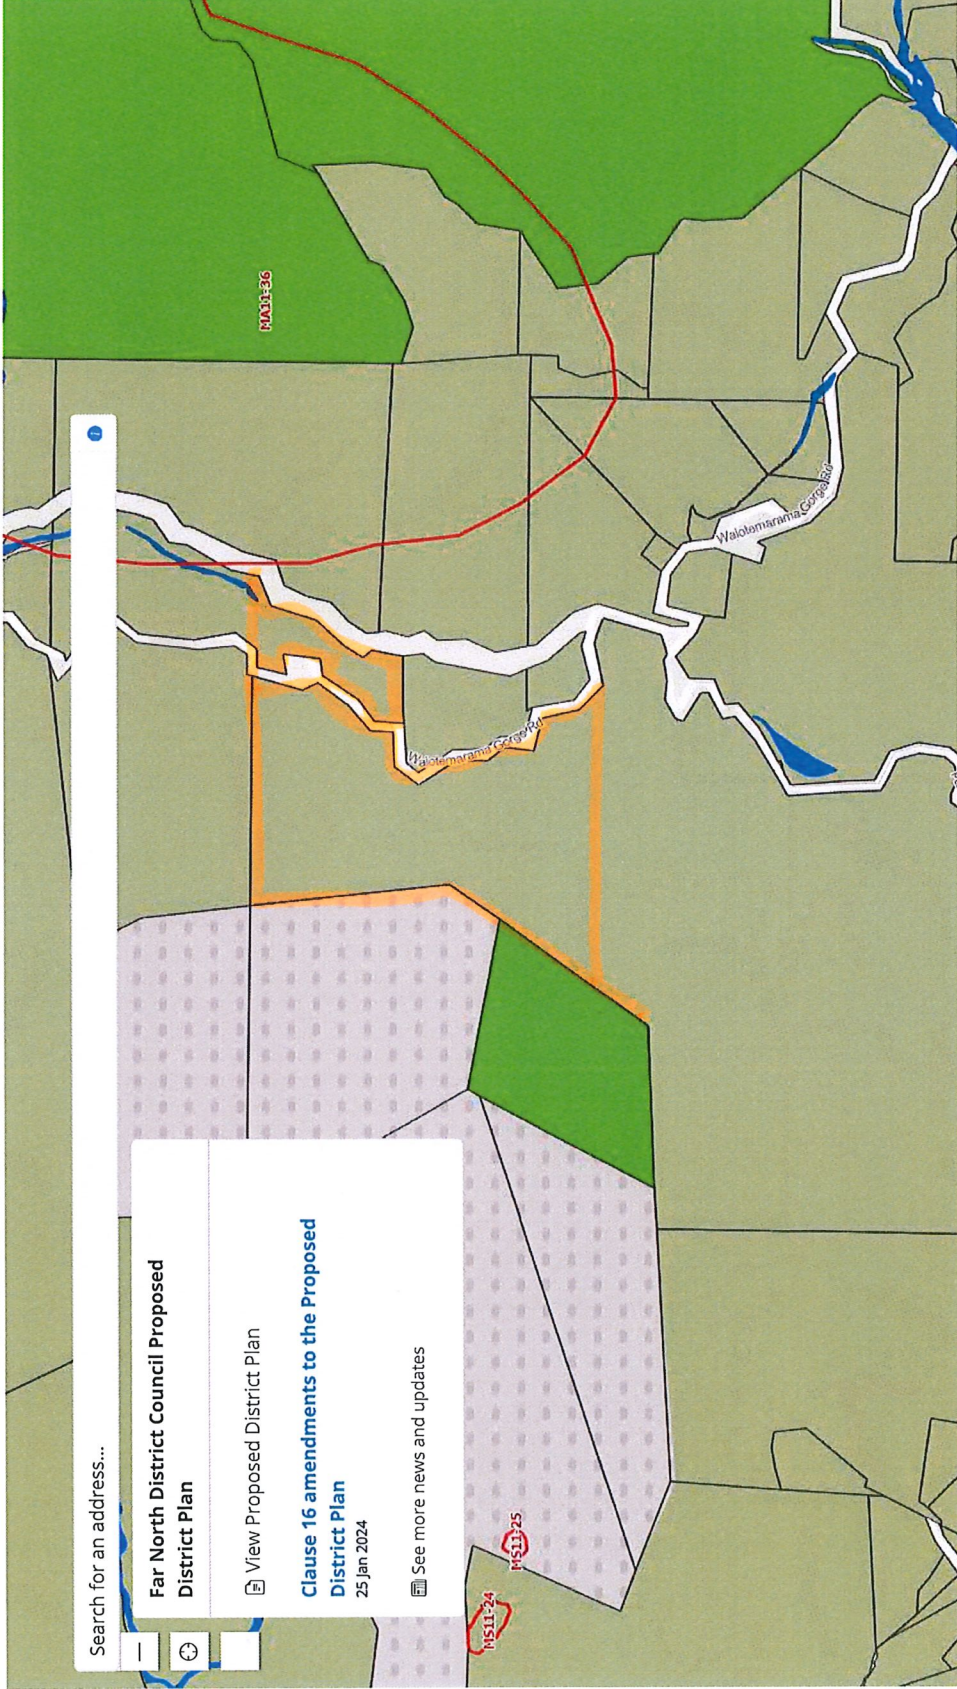 Search for an address...
Far North District Council Proposed
District Plan
View Proposed District Plan
Clause 16 amendments to the Proposed
District Plan
25 Jan 2024
See more news and updates
MS11-24
MS11-25
Waiotemarama Gorge Rd
Waiotemarama Gorge Rd
MA11-36